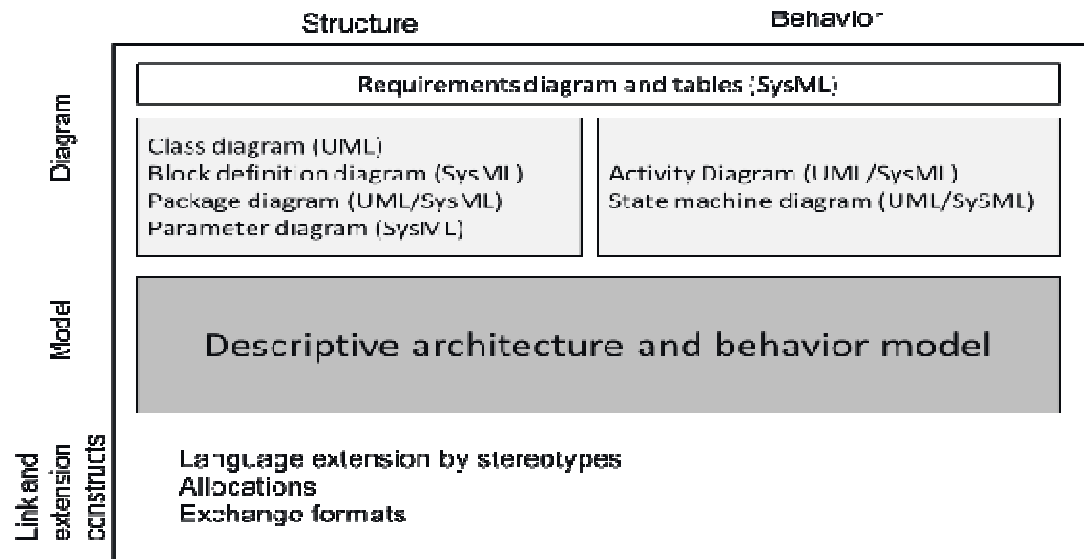 Structure
Behavior
Diagram
Requirements diagram and tables (SysML)
Class diagram (UML)
Block definition diagram (SysML)
Package diagram (UML/SysML)
Parameter diagram (SysML)
Activity Diagram (UML/SysML)
State machine diagram (UML/SySML)
Model
Descriptive architecture and behavior model
Link and
extension
constructs
Language extension by stereotypes
Allocations
Exchange formats